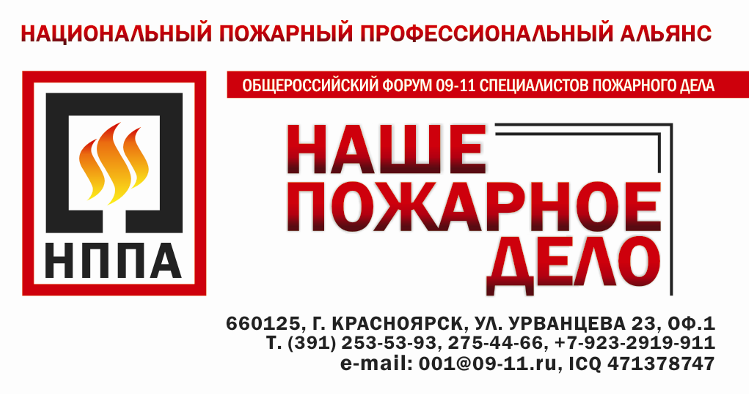 НАЦИОНАЛЬНЫЙ ПОЖАРНЫЙ ПРОФЕССИОНАЛЬНЫЙ АЛЬЯНС
ОБЩЕРОССИЙСКИЙ ФОРУМ 09-11 СПЕЦИАЛИСТОВ ПОЖАРНОГО ДЕЛА
НППА
НАШЕ
ПОЖАРНОЕ
ДЕЛО
660125, Г. КРАСНОЯРСК, УЛ. УРВАНЦЕВА 23, ОФ.1
Т. (391) 253-53-93, 275-44-66, +7-923-2919-911
e-mail: 001@09-11.ru, ICQ 471378747